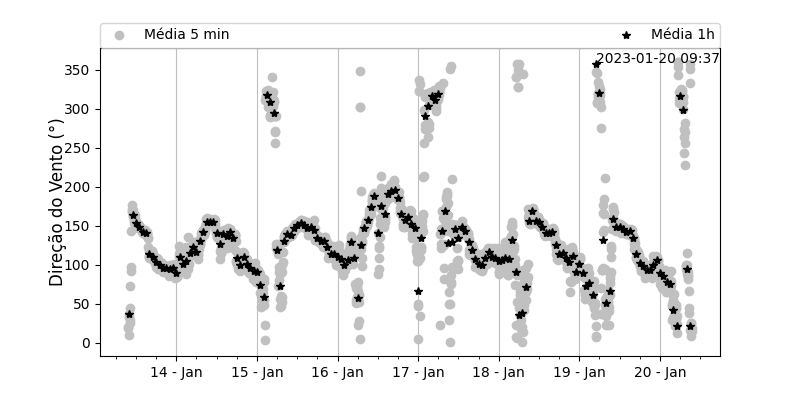 Média 5 min
Média 1h
2023-01-20 09:37
Direção do Vento (°)
350
300
250
200
150
100
50
0
14 - Jan
15 - Jan
16 - Jan
17 - Jan
18 - Jan
19 - Jan
20 - Jan